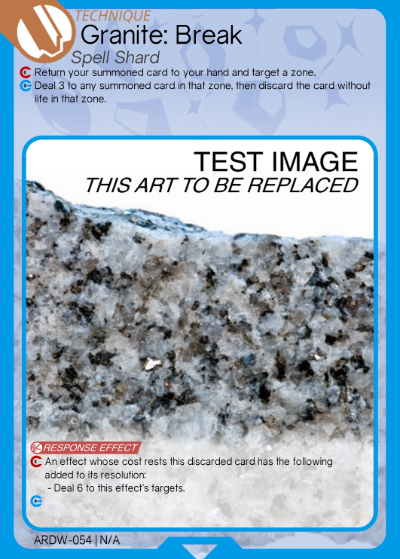 TECHNIQUE
Granite: Break
Spell Shard
Return your summoned card to your hand and target a zone.
Deal 3 to any summoned card in that zone, then discard the card without
life in that zone.
TEST IMAGE
THIS ART TO BE REPLACED
RESPONSE EFFECT
An effect whose cost rests this discarded card has the following
added to its resolution:
- Deal 6 to this effect's targets.
ARDW-054 | N/A